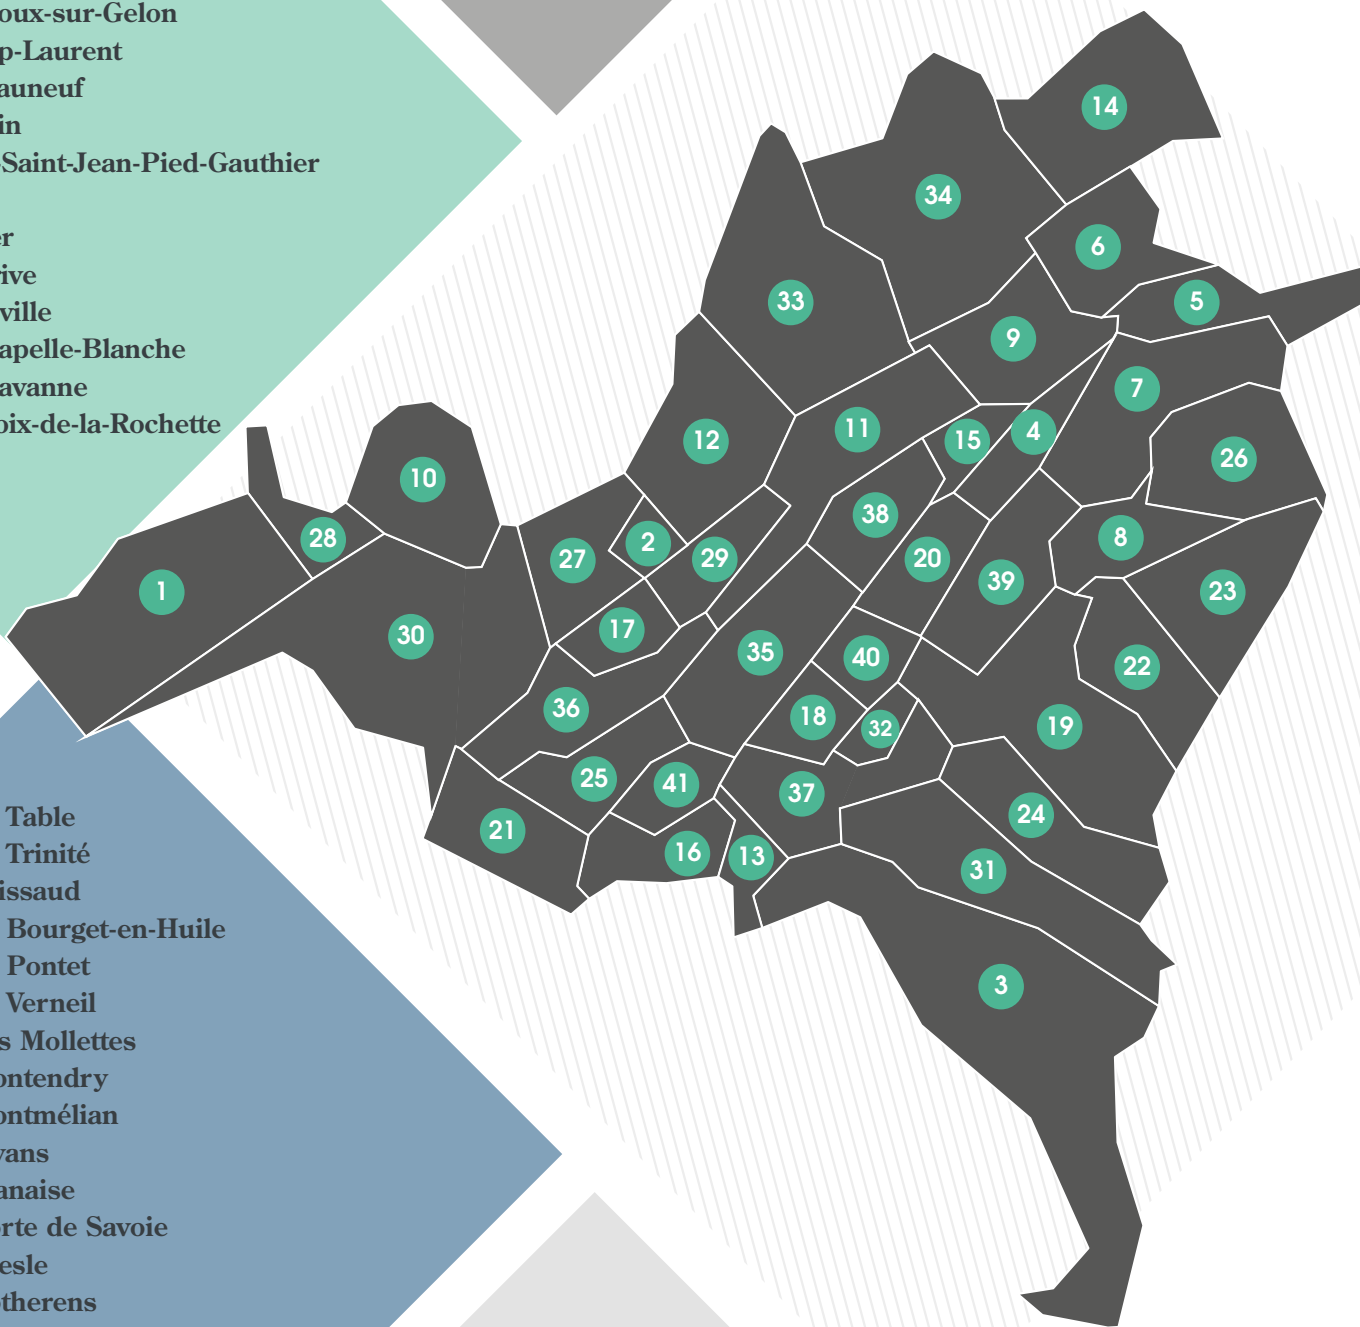 oux-sur-Gelon
p-Laurent
auneuf
in
-Saint-Jean-Pied-Gauthier
er
rive
ville
apelle-Blanche
avanne
oix-de-la-Rochette
Table
Trinité
issaud
Bourget-en-Huile
Pontet
Verneil
s Mollettes
ontendry
ontmélian
vans
anaise
rte de Savoie
esle
otherens
14
34
6
5
33
9
7
11
15
4
12
26
10
38
28
2
27
29
20
8
39
1
23
17
30
35
40
22
36
18
32
19
25
41
37
24
21
16
13
31
3